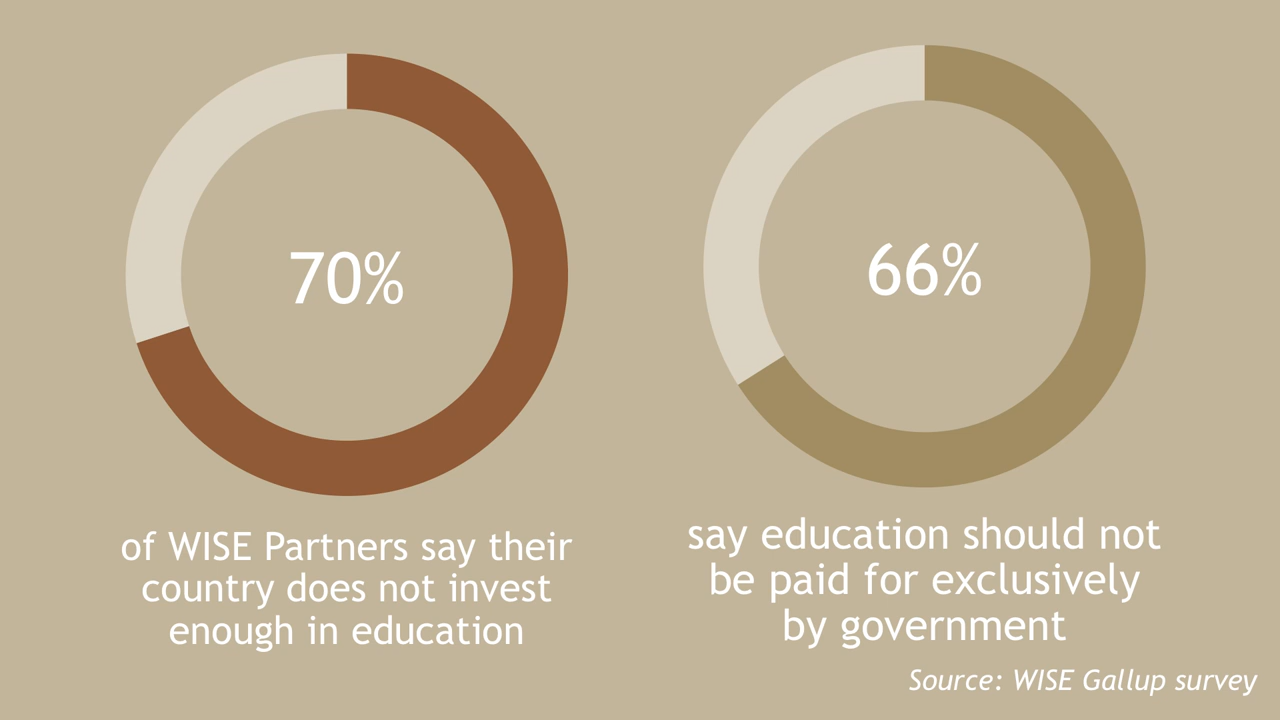 70%
of WISE Partners say their
country does not invest
enough in education
66%
say education should not
be paid for exclusively
by government
Source: WISE Gallup survey